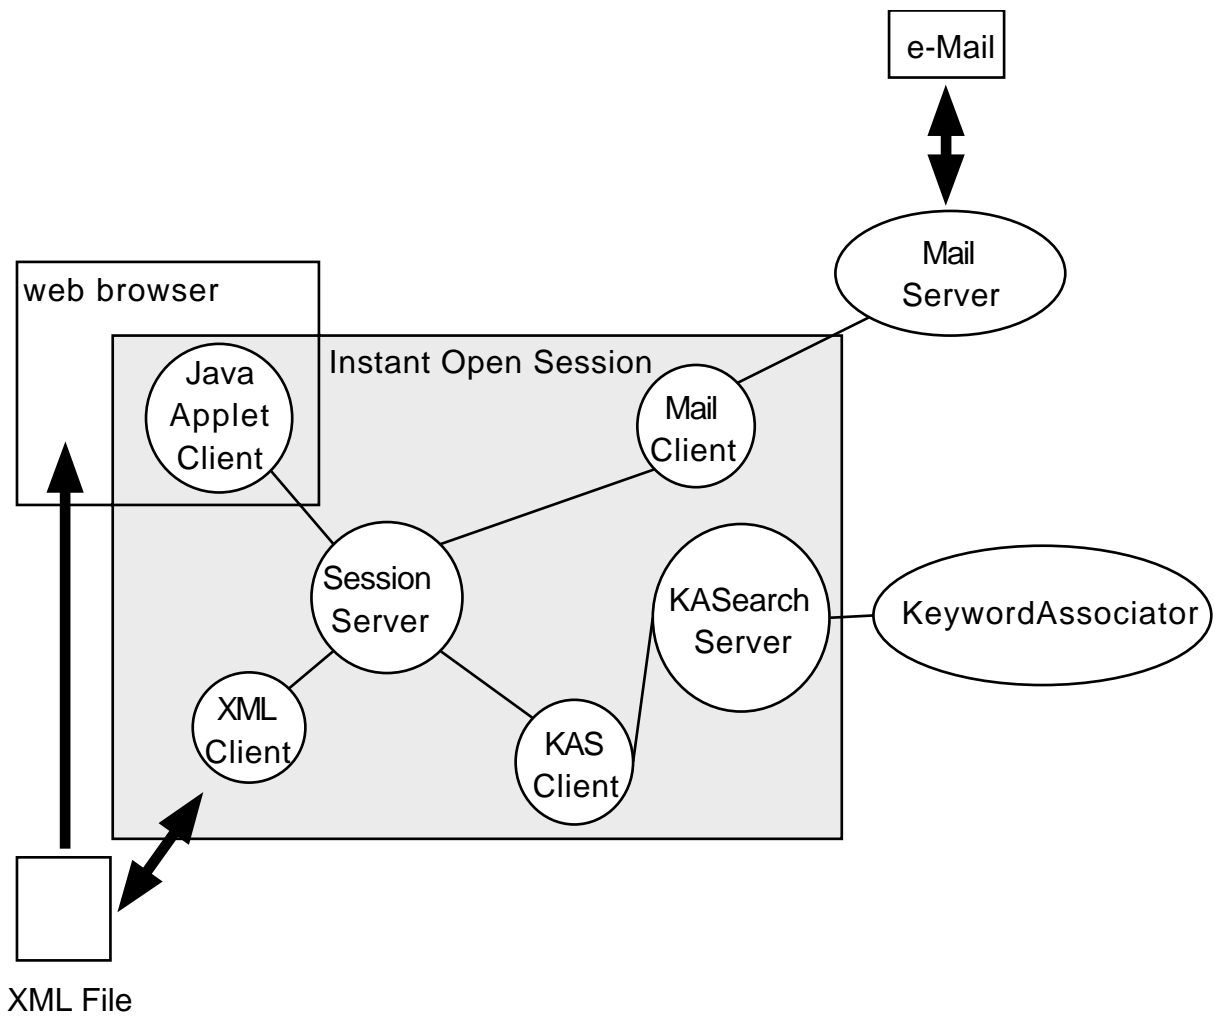 e-Mail
Mail
Server
web browser
Instant Open Session
Java
Applet
Client
Mail
Client
Session
Server
KASearch
Server
KeywordAssociator
XML
Client
KAS
Client
XML File